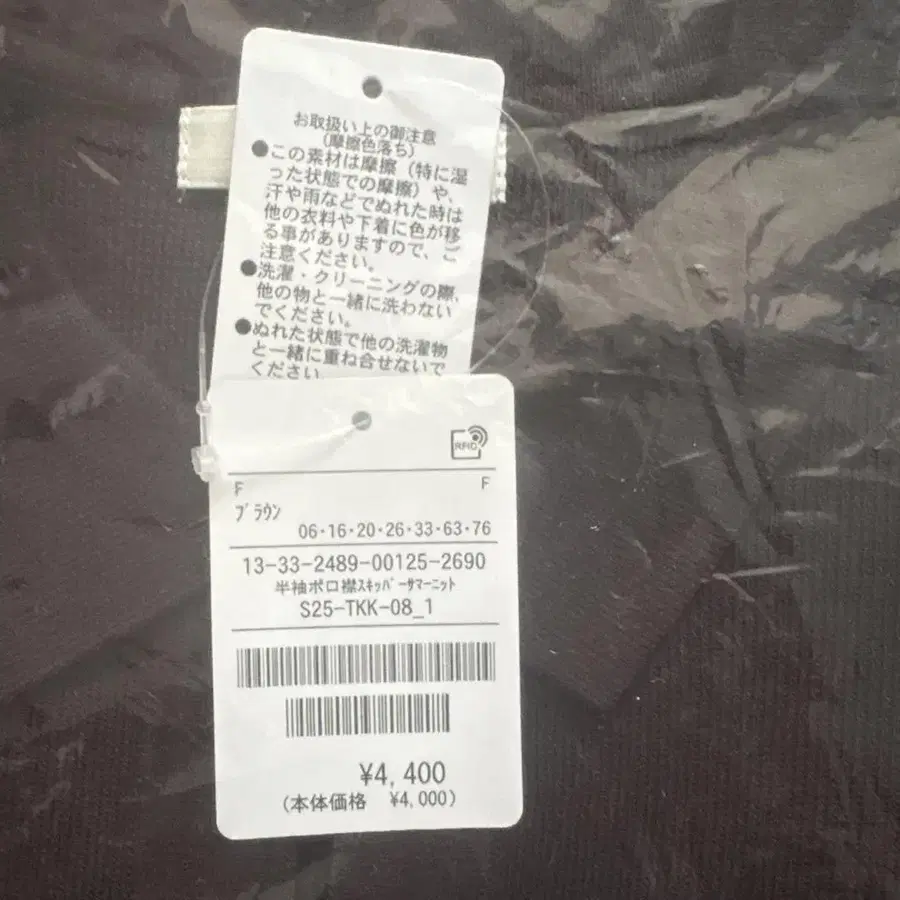 お取扱い上の御注意
(摩擦色落ち)
●この素材は摩擦（特に湿
った状態での摩擦）や、
汗や雨などでぬれた時は
他の衣料や下着に色が移
る事がありますので、ご
注意ください。
●洗濯・クリーニングの際、
他の物と一緒に洗わない
でください。
●ぬれた状態で他の洗濯物
と一緒に重ね合せないで
ください。
RFID
F F
ブラウン
06・16・20・26・33・63・76
13-33-2489-00125-2690
半袖ポロ襟スキッパーサマーニット
S25-TKK-08_1
¥4,400
(本体価格 ¥4,000)